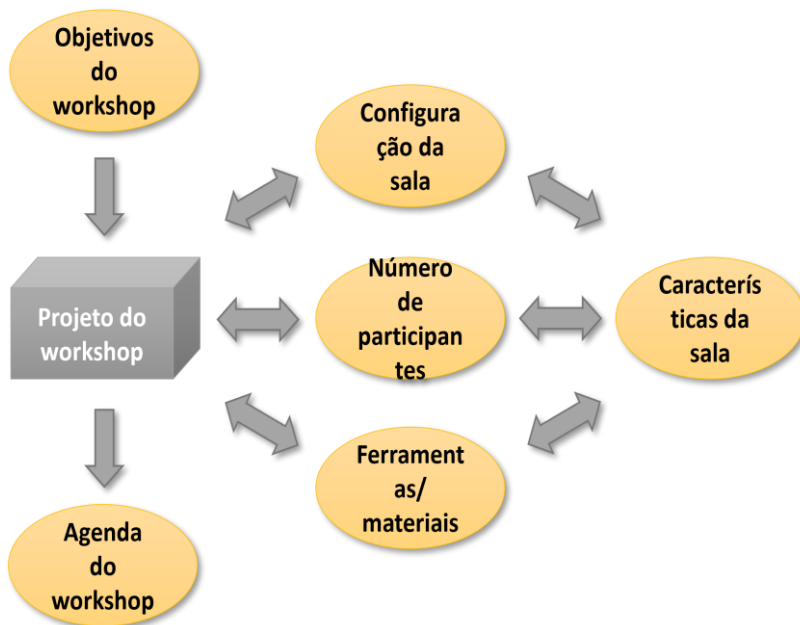 Objetivos
do
workshop
Configura
ção da
sala
Projeto do
workshop
Número
de
participan
tes
Caracterís
ticas da
sala
Ferrament
as/
materiais
Agenda
do
workshop